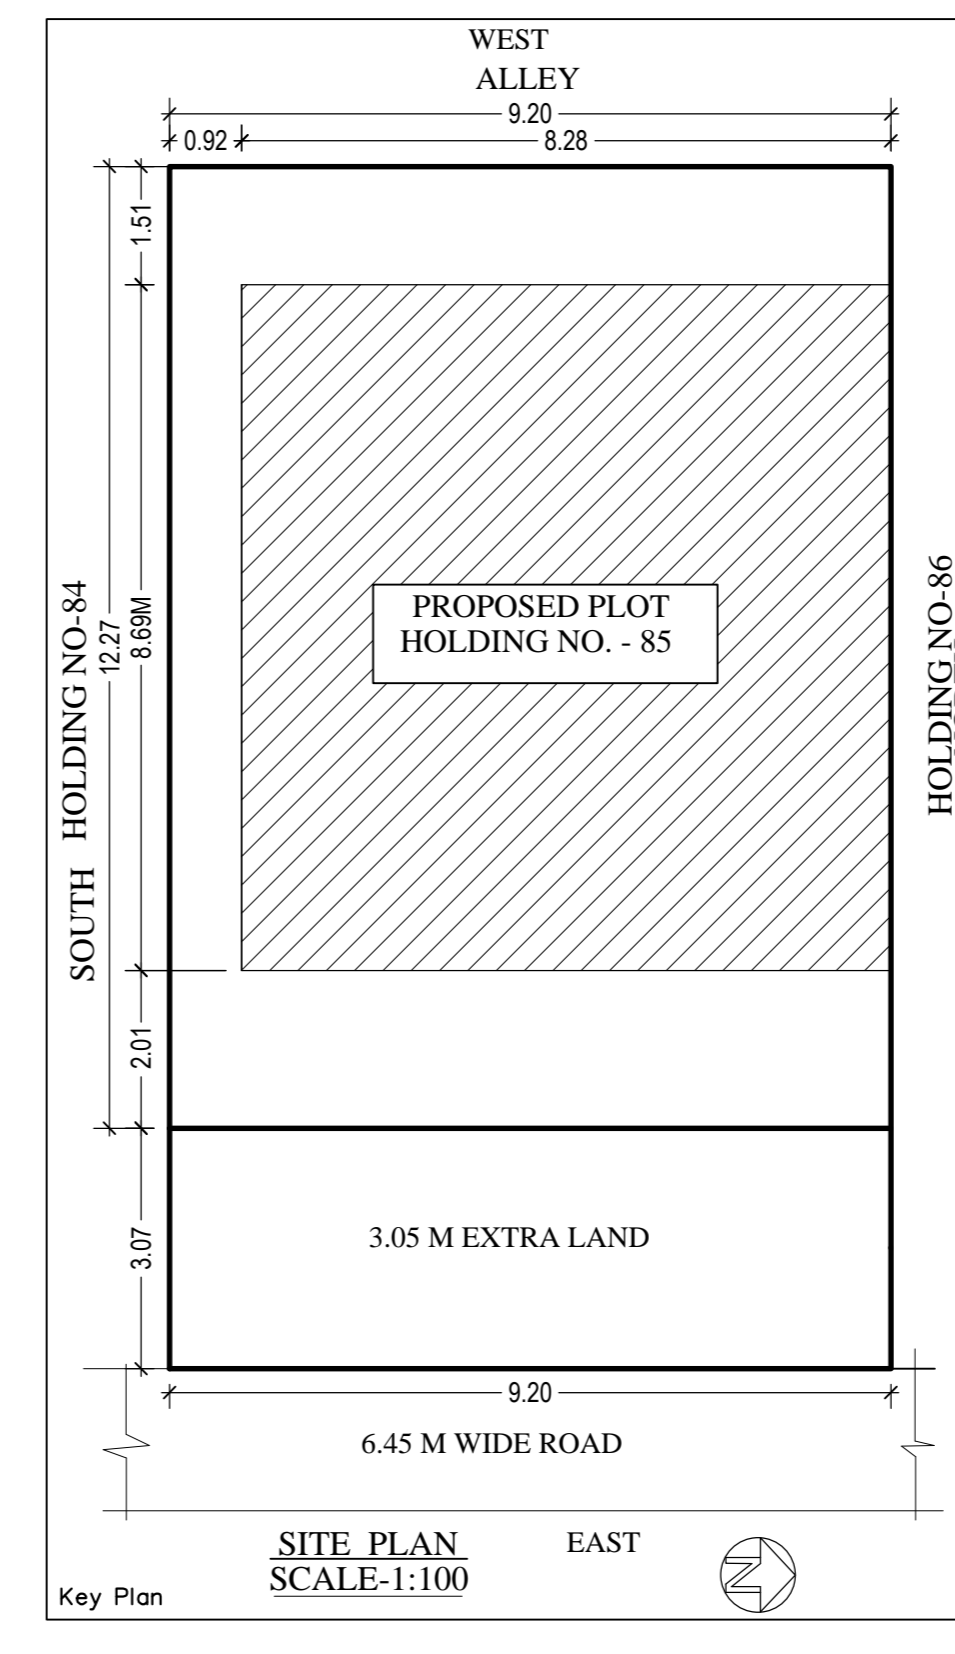 WEST
ALLEY
9.20
0.92
8.28
1.51
SOUTH HOLDING NO-84
12.27
8.69M
PROPOSED PLOT
HOLDING NO. - 85
HOLDING NO-86
2.01
3.07
3.05 M EXTRA LAND
9.20
6.45 M WIDE ROAD
SITE PLAN
SCALE-1:100
EAST
N
Key Plan